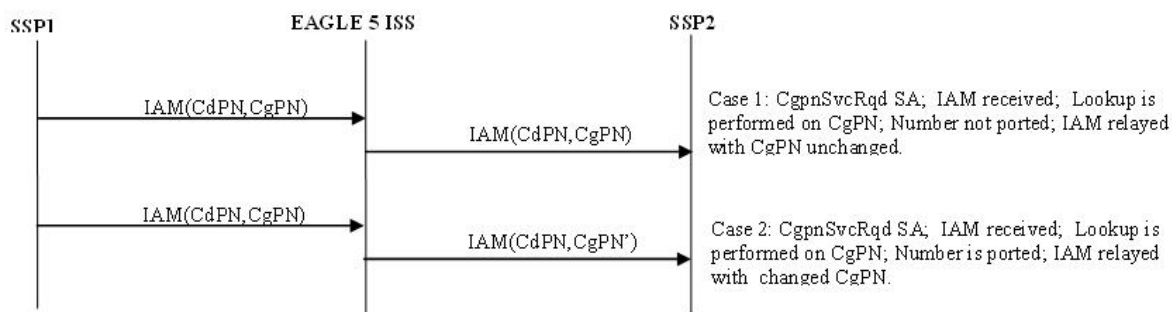 SSP1
EAGLE 5 ISS
SSP2
IAM(CdPN,CgPN)
IAM(CdPN,CgPN)
Case 1: CgpnSvcRqd SA; IAM received; Lookup is
performed on CgPN; Number not ported; IAM relayed
with CgPN unchanged.
IAM(CdPN,CgPN)
IAM(CdPN,CgPN')
Case 2: CgpnSvcRqd SA; IAM received; Lookup is
performed on CgPN; Number is ported; IAM relayed
with changed CgPN.